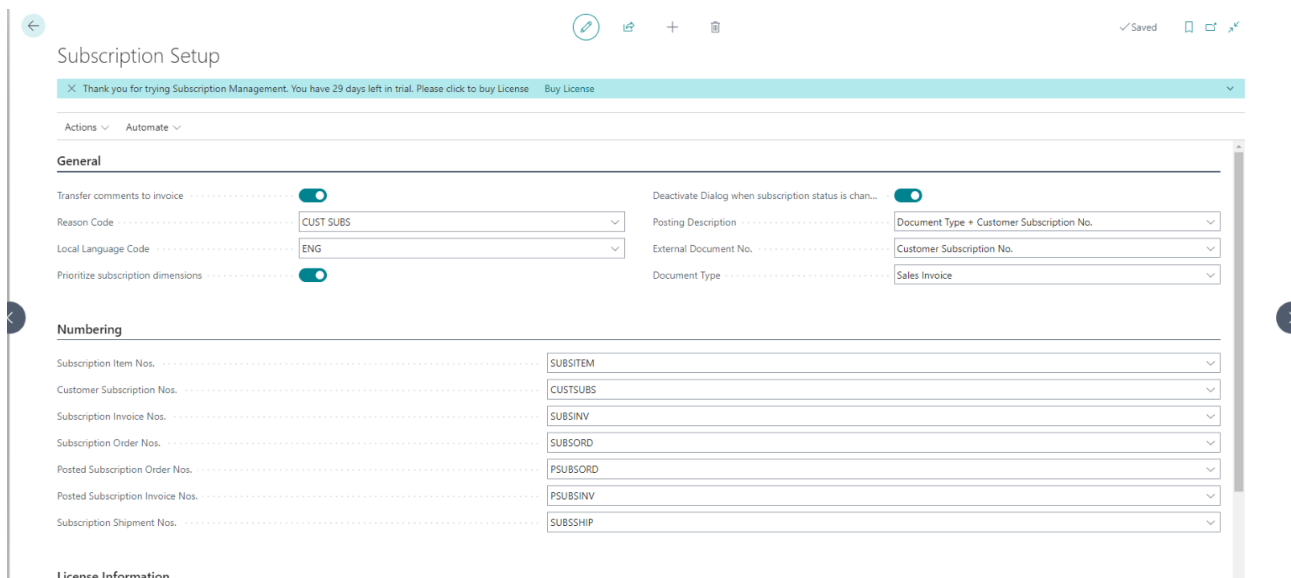 Saved
Subscription Setup
Thank you for trying Subscription Management. You have 29 days left in trial. Please click to buy License Buy License
Actions Automate
General
Transfer comments to invoice
Reason Code CUST SUBS
Local Language Code ENG
Prioritize subscription dimensions
Deactivate Dialog when subscription status is chan...
Posting Description Document Type + Customer Subscription No.
External Document No. Customer Subscription No.
Document Type Sales Invoice
Numbering
Subscription Item Nos. SUBSITEM
Customer Subscription Nos. CUSTSUBS
Subscription Invoice Nos. SUBSINV
Subscription Order Nos. SUBSORD
Posted Subscription Order Nos. PSUBSORD
Posted Subscription Invoice Nos. PSUBSINV
Subscription Shipment Nos. SUBSSHIP
License Information